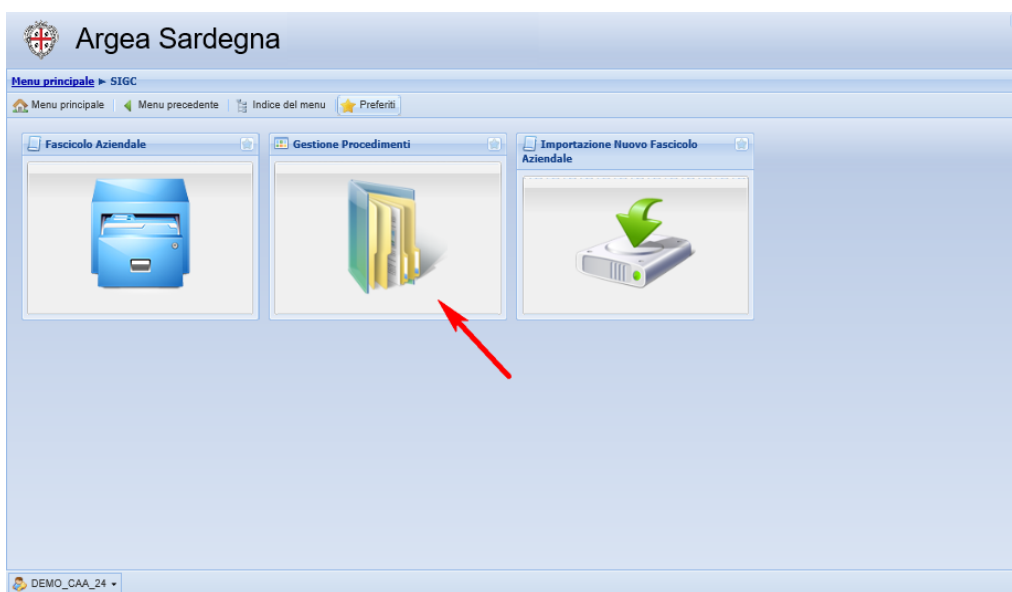 Argea Sardegna
Menu principale ► SIGC
Menu principale Menu precedente Indice del menu Preferiti
Fascicolo Aziendale
Gestione Procedimenti
Importazione Nuovo Fascicolo
Aziendale
DEMO_CAA_24